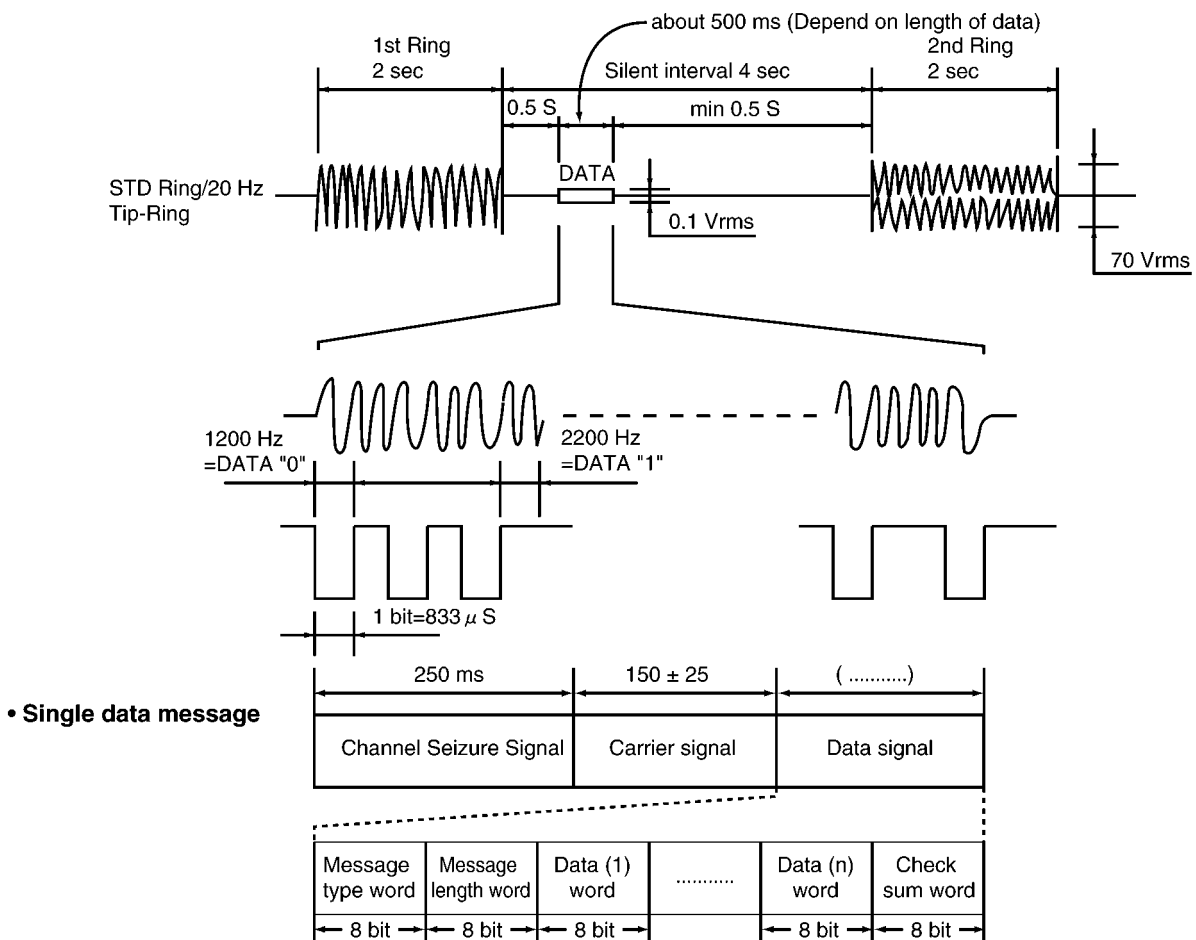 about 500 ms (Depend on length of data)
1st Ring
2 sec
Silent interval 4 sec
2nd Ring
2 sec
0.5 S
min 0.5 S
DATA
STD Ring/20 Hz
Tip-Ring
0.1 Vrms
70 Vrms
1200 Hz
=DATA "0"
2200 Hz
=DATA "1"
1 bit=833 μ S
250 ms
150 ± 25
( ...........)
• Single data message
Channel Seizure Signal
Carrier signal
Data signal
Message
type word
Message
length word
Data (1)
word
...........
Data (n)
word
Check
sum word
8 bit
8 bit
8 bit
8 bit
8 bit